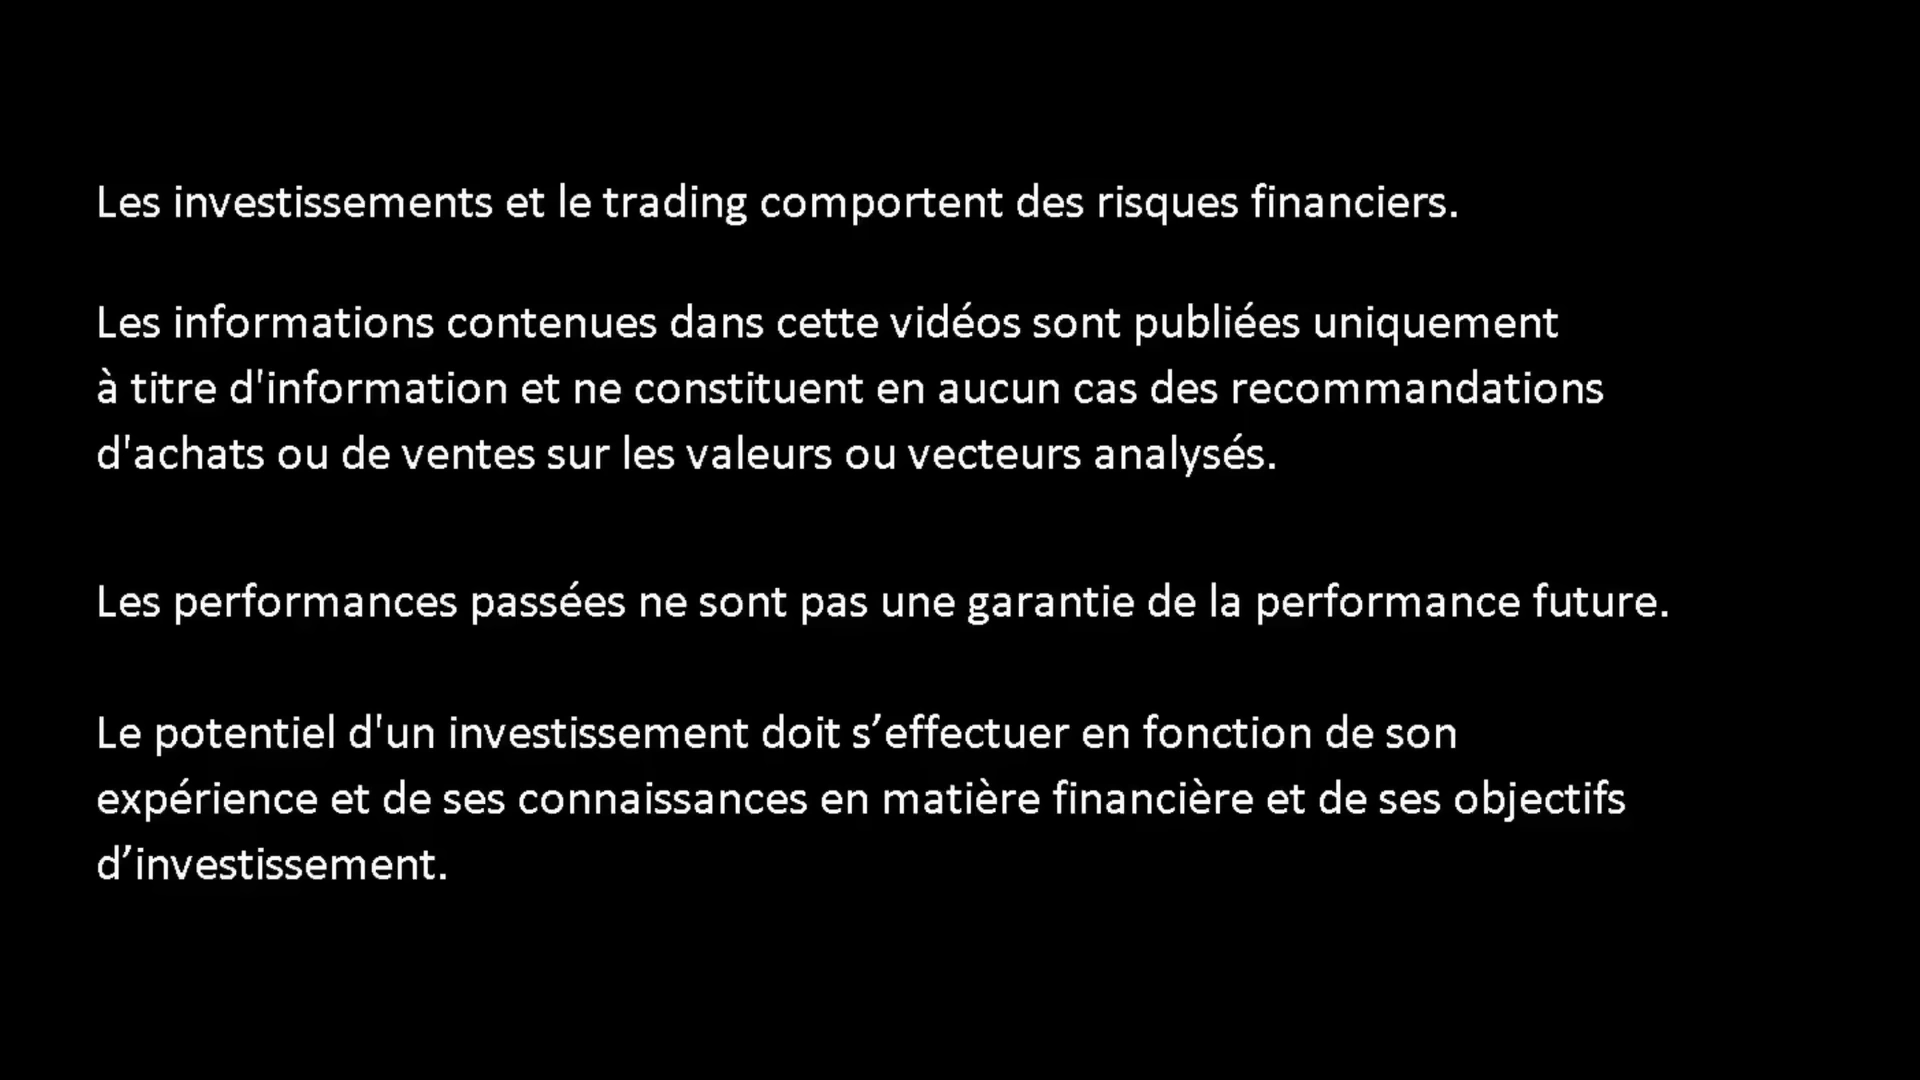 Les investissements et le trading comportent des risques financiers.
Les informations contenues dans cette vidéos sont publiées uniquement
à titre d'information et ne constituent en aucun cas des recommandations
d'achats ou de ventes sur les valeurs ou vecteurs analysés.
Les performances passées ne sont pas une garantie de la performance future.
Le potentiel d'un investissement doit s’effectuer en fonction de son
expérience et de ses connaissances en matière financière et de ses objectifs
d’investissement.